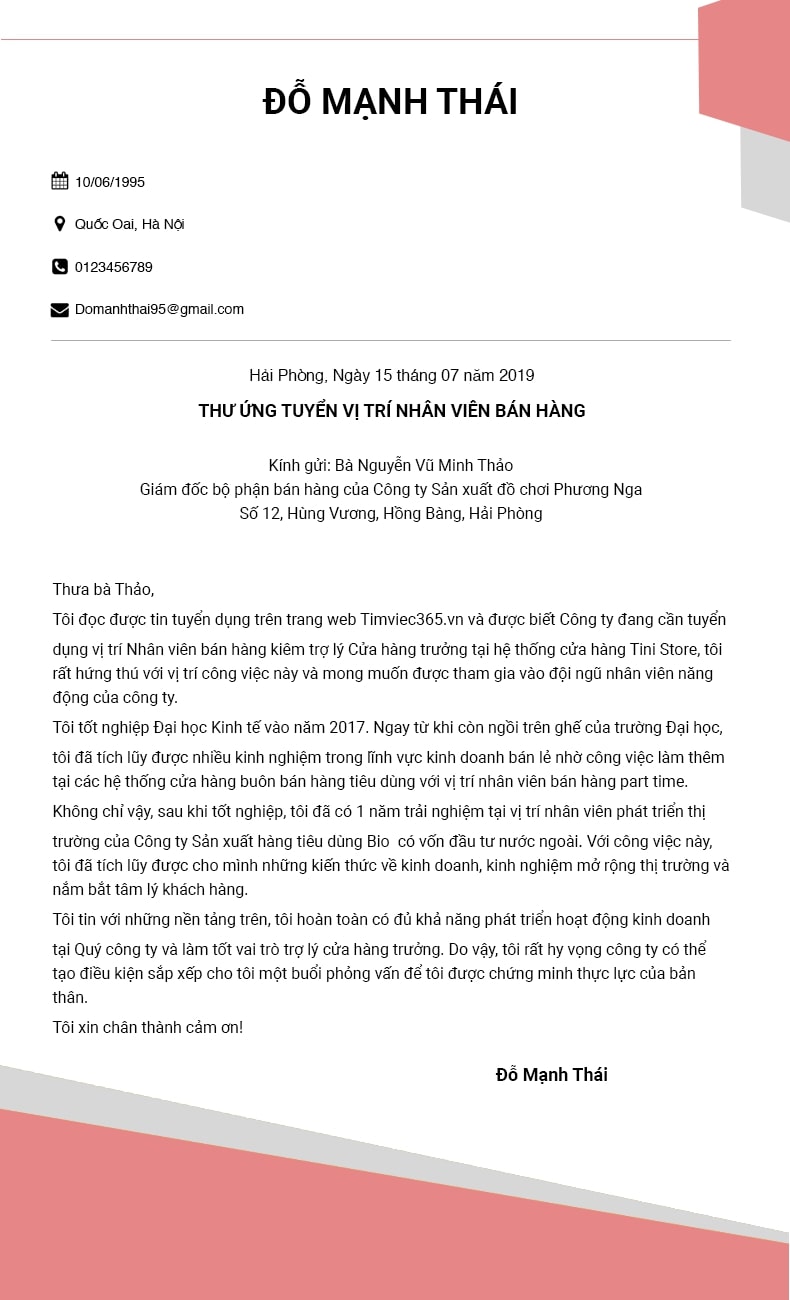 ĐỖ MẠNH THÁI
10/06/1995
Quốc Oai, Hà Nội
0123456789
Domanhthai95@gmail.com
Hải Phòng, Ngày 15 tháng 07 năm 2019
THƯ ỨNG TUYỂN VỊ TRÍ NHÂN VIÊN BÁN HÀNG
Kính gửi: Bà Nguyễn Vũ Minh Thảo
Giám đốc bộ phận bán hàng của Công ty Sản xuất đồ chơi Phương Nga
Số 12, Hùng Vương, Hồng Bàng, Hải Phòng
Thưa bà Thảo,
Tôi đọc được tin tuyển dụng trên trang web Timviec365.vn và được biết Công ty đang cần tuyển
dụng vị trí Nhân viên bán hàng kiêm trợ lý Cửa hàng trưởng tại hệ thống cửa hàng Tini Store, tôi
rất hứng thú với vị trí công việc này và mong muốn được tham gia vào đội ngũ nhân viên năng
động của công ty.
Tôi tốt nghiệp Đại học Kinh tế vào năm 2017. Ngay từ khi còn ngồi trên ghế của trường Đại học,
tôi đã tích lũy được nhiều kinh nghiệm trong lĩnh vực kinh doanh bán lẻ nhờ công việc làm thêm
tại các hệ thống cửa hàng buôn bán hàng tiêu dùng với vị trí nhân viên bán hàng part time.
Không chỉ vậy, sau khi tốt nghiệp, tôi đã có 1 năm trải nghiệm tại vị trí nhân viên phát triển thị
trường của Công ty Sản xuất hàng tiêu dùng Bio có vốn đầu tư nước ngoài. Với công việc này,
tôi đã tích lũy được cho mình những kiến thức về kinh doanh, kinh nghiệm mở rộng thị trường và
nắm bắt tâm lý khách hàng.
Tôi tin với những nền tảng trên, tôi hoàn toàn có đủ khả năng phát triển hoạt động kinh doanh
tại Quý công ty và làm tốt vai trò trợ lý cửa hàng trưởng. Do vậy, tôi rất hy vọng công ty có thể
tạo điều kiện sắp xếp cho tôi một buổi phỏng vấn để tôi được chứng minh thực lực của bản
thân.
Tôi xin chân thành cảm ơn!
Đỗ Mạnh Thái